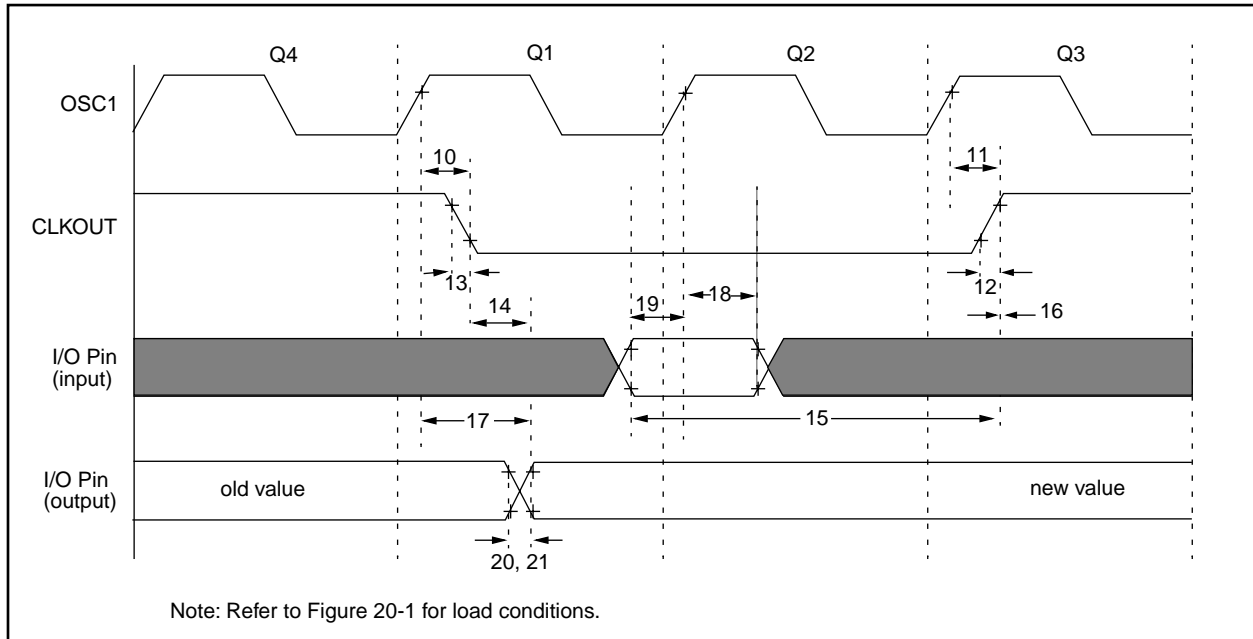 Q4 Q1 Q2 Q3
OSC1
10 11
CLKOUT
13 12
14 19 18 16
I/O Pin
(input)
17 15
I/O Pin
(output)
old value new value
20, 21
Note: Refer to Figure 20-1 for load conditions.